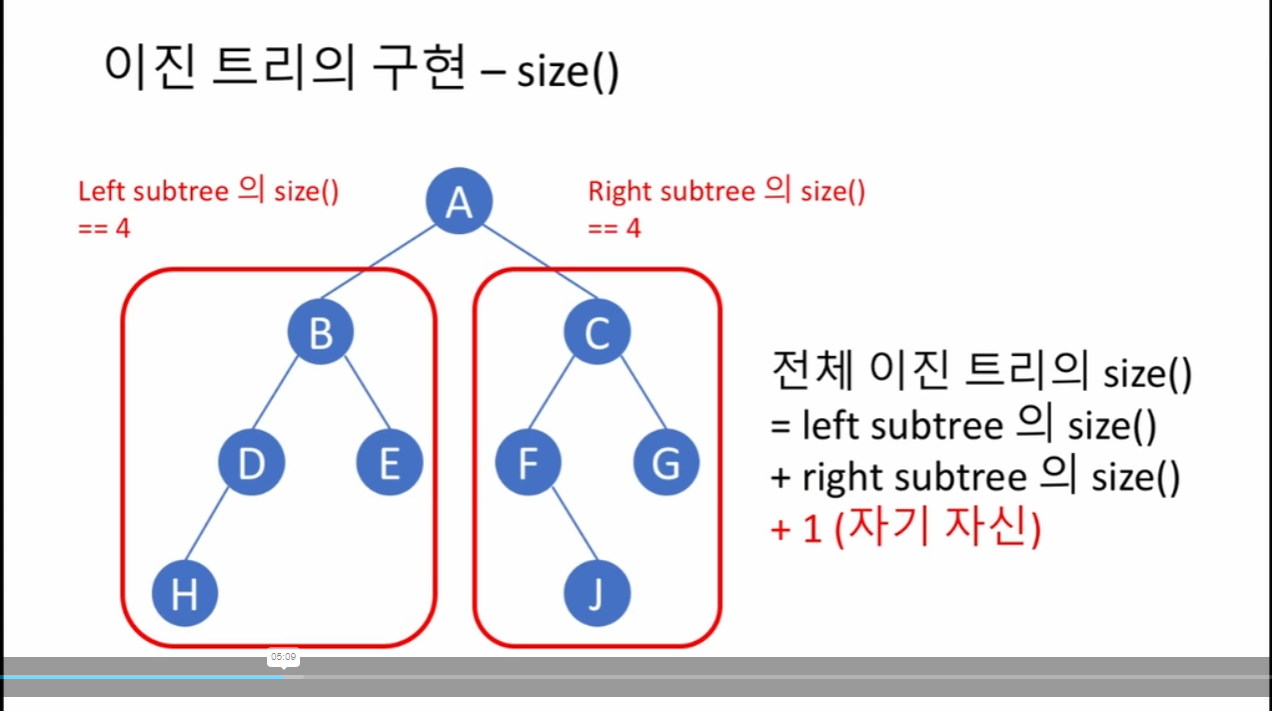 이진 트리의 구현 – size()
Left subtree 의 size()
== 4
Right subtree 의 size()
== 4
A
B
C
D
E
F
G
H
J
전체 이진 트리의 size()
= left subtree 의 size()
+ right subtree 의 size()
+ 1 (자기 자신)
05:09